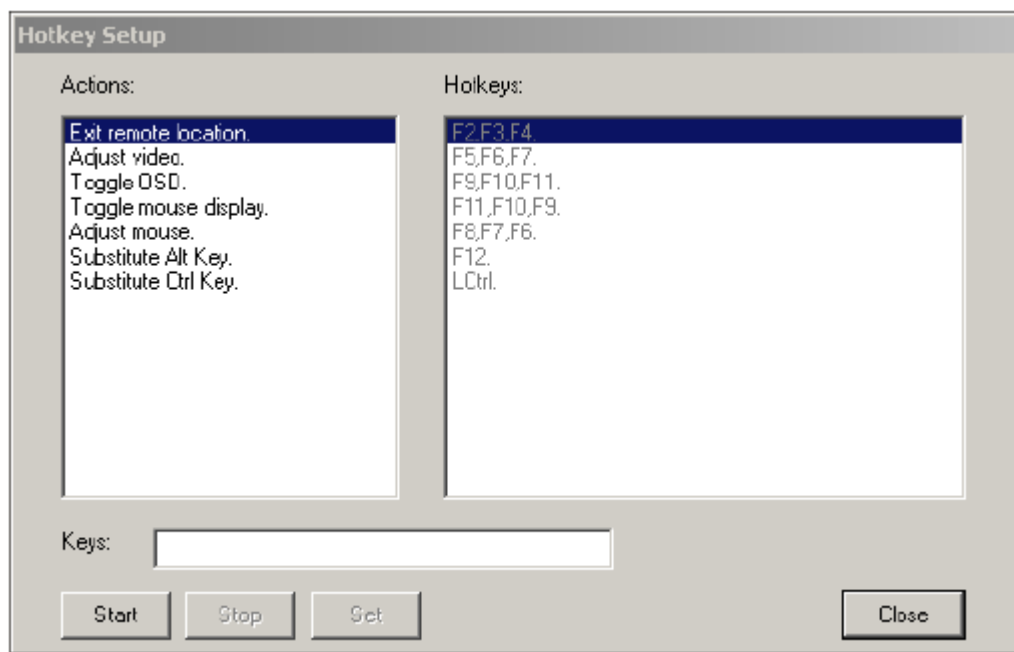 Hotkey Setup
Actions:
Hotkeys:
Exit remote location.
Adjust video.
Toggle OSD.
Toggle mouse display.
Adjust mouse.
Substitute Alt Key.
Substitute Ctrl Key.
F2,F3,F4.
F5,F6,F7.
F9,F10,F11.
F11,F10,F9.
F8,F7,F6.
F12.
LCtrl.
Keys:
Start
Stop
Set
Close